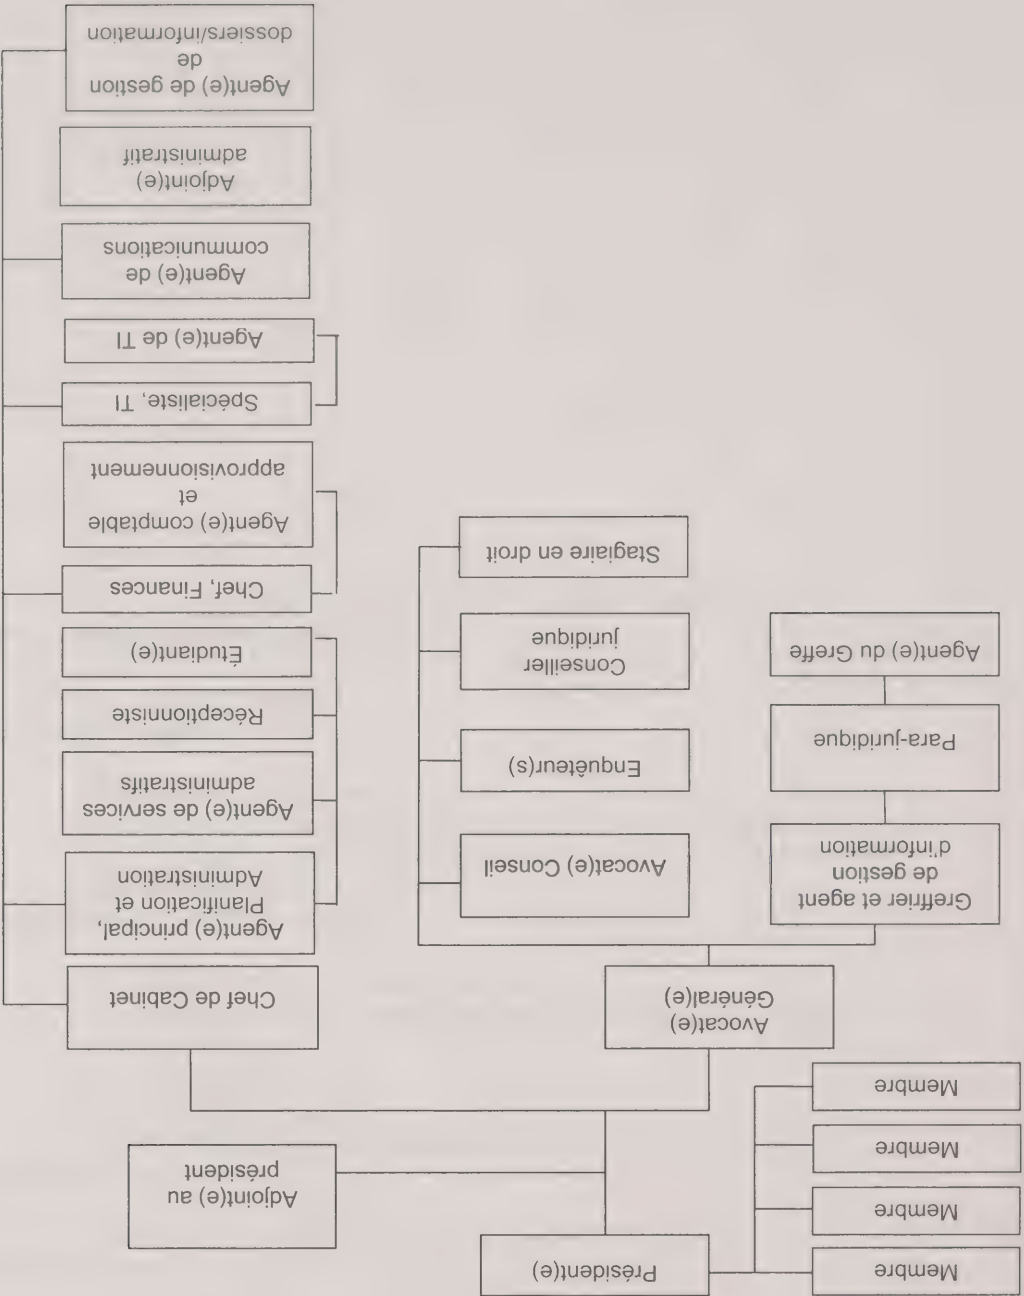 Membre
Membre
Membre
Membre
Président(e)
Adjoint(e) au
président
Avocat(e)
Général(e)
Greffrier et agent
de gestion
d'information
Para-juridique
Agent(e) du Greffe
Avocat(e) Conseil
Enquêteur(s)
Conseiller
juridique
Stagiaire en droit
Chef de Cabinet
Agent(e) principal,
Planification et
Administration
Agent(e) de services
administratifs
Réceptionniste
Étudiant(e)
Chef, Finances
Agent(e) comptable
et
approvisionnement
Spécialiste, TI
Agent(e) de TI
Agent(e) de
communications
Adjoint(e)
administratif
Agent(e) de gestion
de
dossiers/information